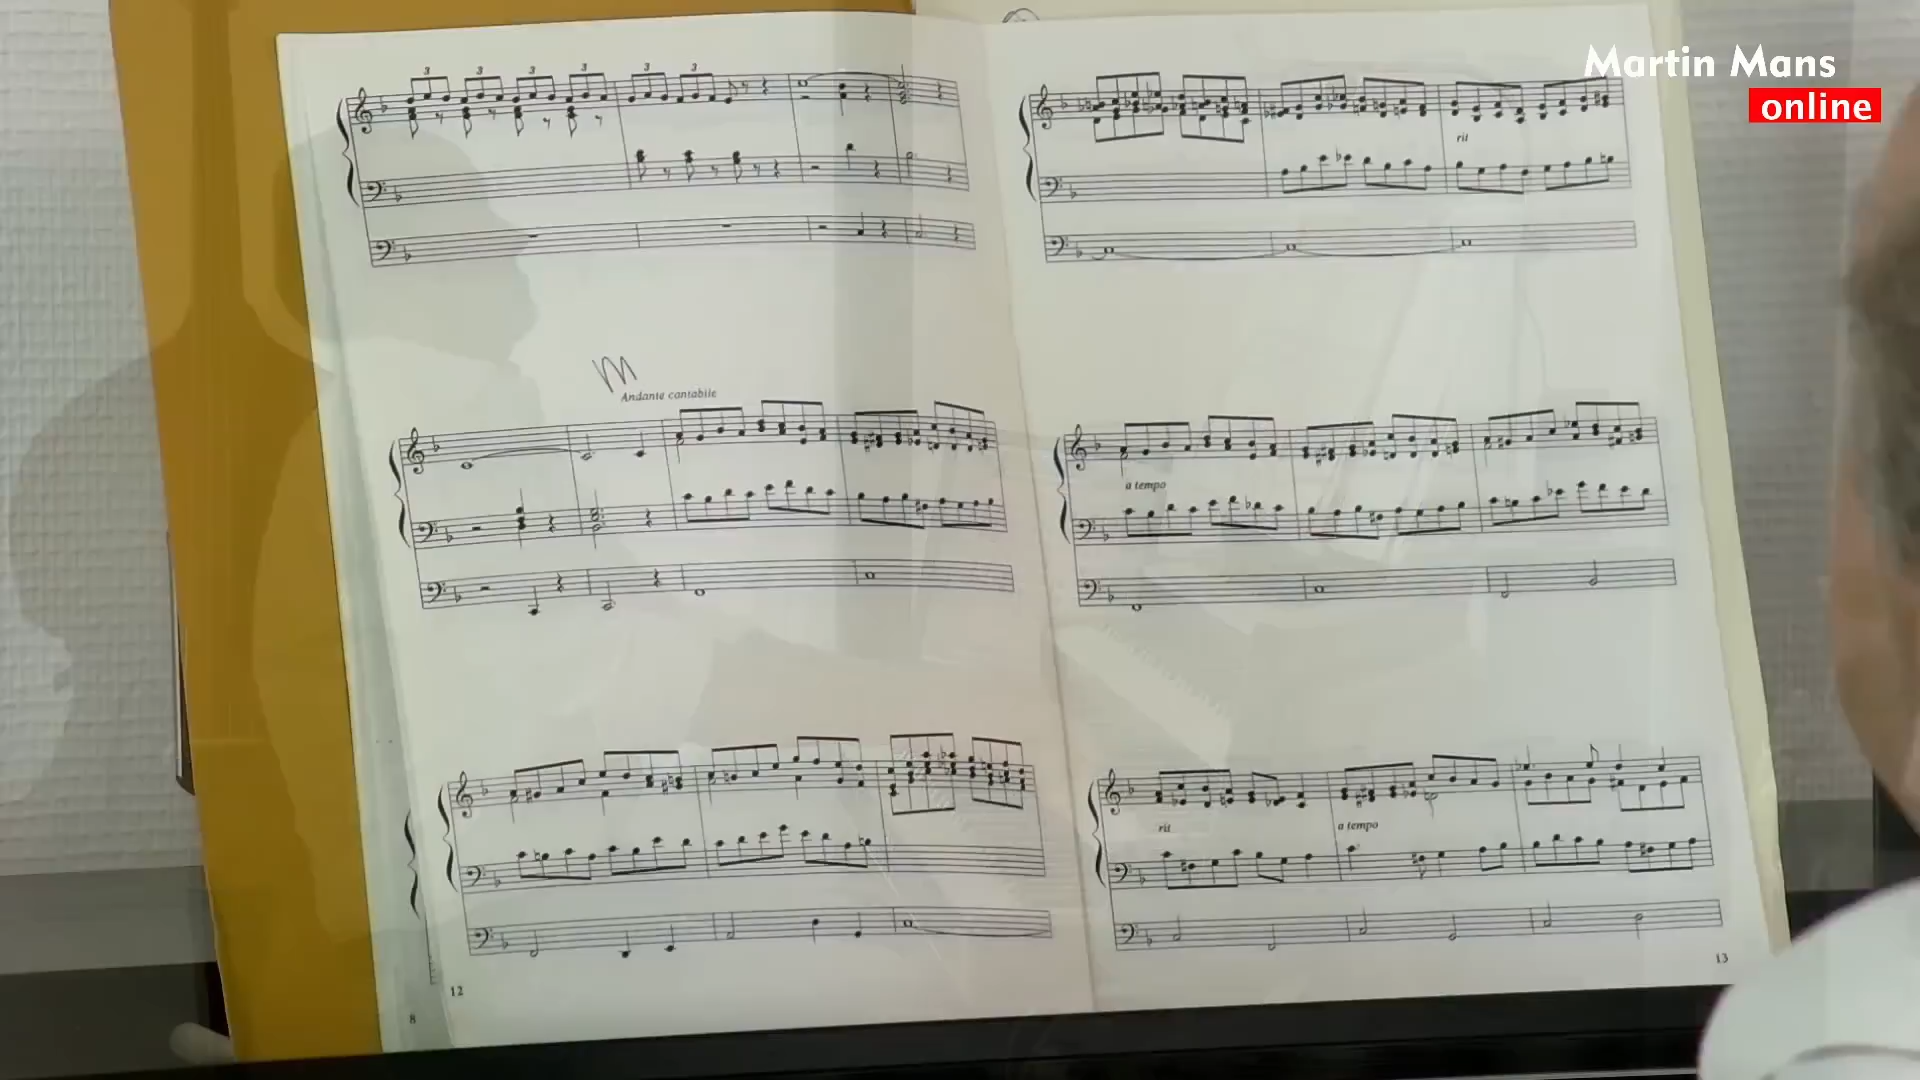 Martin Mans
online
3 3 3 3 3 3
M
Andante cantabile
12
8
rit
a tempo
rit
a tempo
13